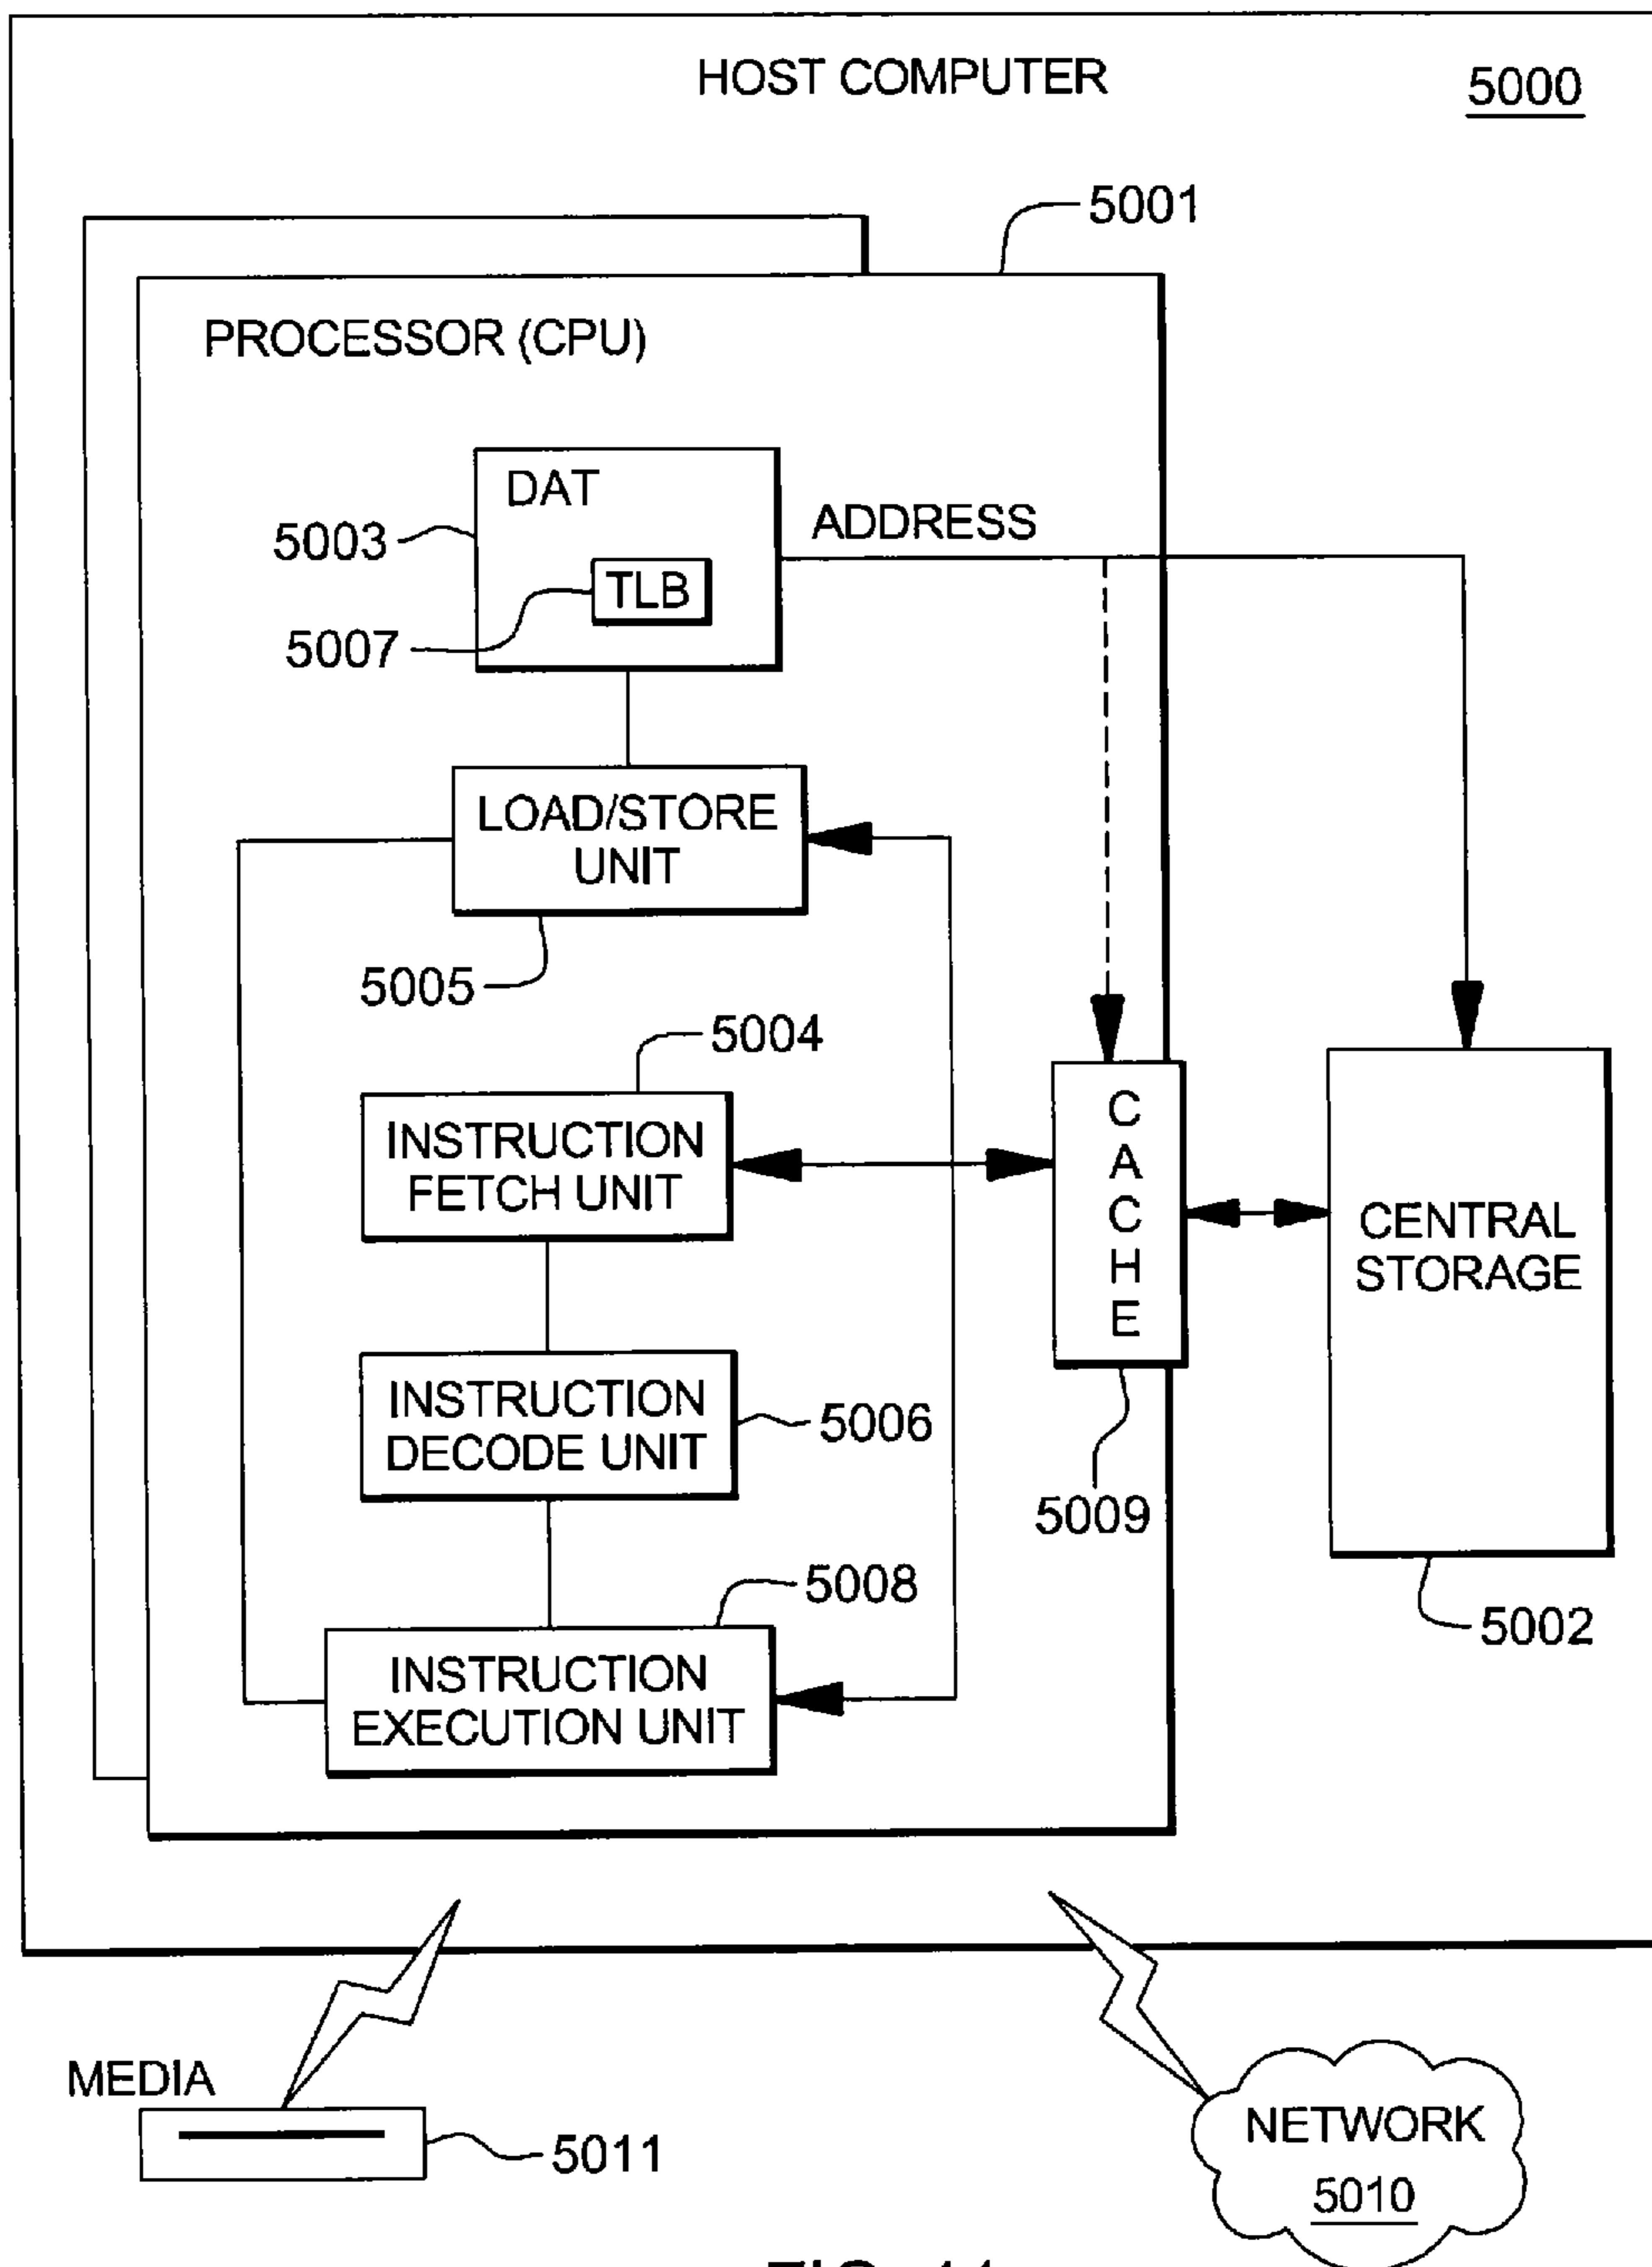 HOST COMPUTER
5000
5001
PROCESSOR (CPU)
DAT
5003
ADDRESS
TLB
5007
LOAD/STORE
UNIT
5005
5004
INSTRUCTION
FETCH UNIT
CACHE
CENTRAL
STORAGE
INSTRUCTION
DECODE UNIT
5006
5009
5008
INSTRUCTION
EXECUTION UNIT
5002
MEDIA
5011
NETWORK
5010